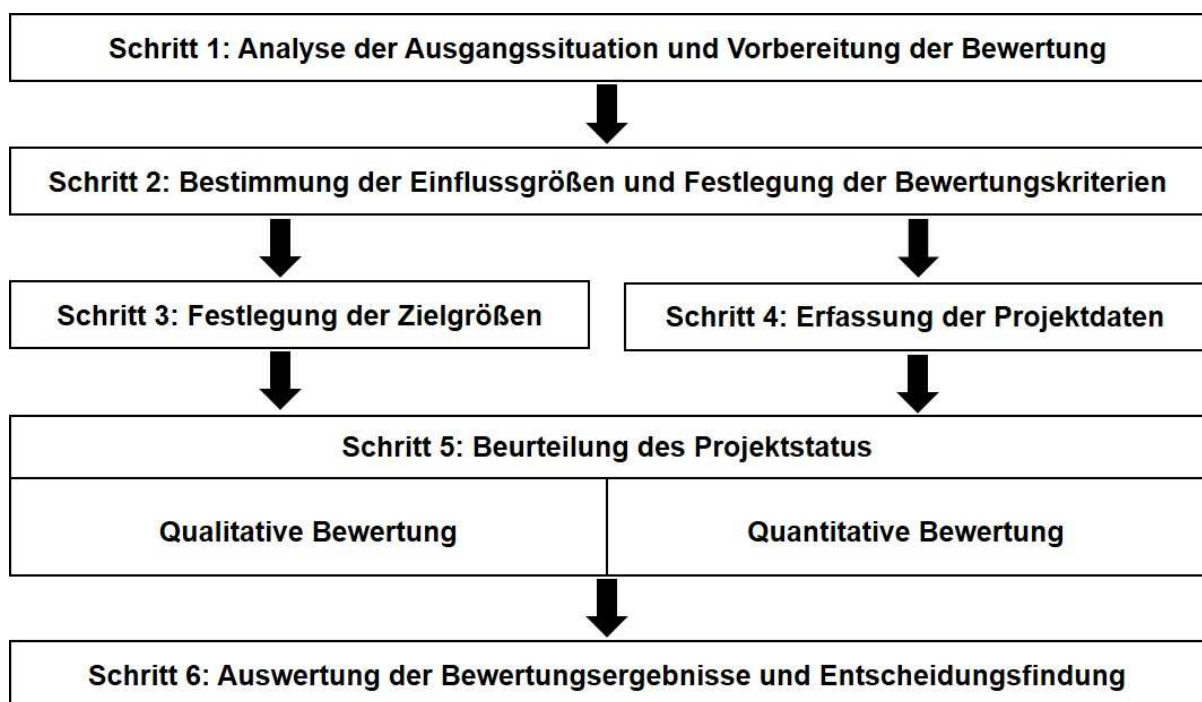 Schritt 1: Analyse der Ausgangssituation und Vorbereitung der Bewertung
Schritt 2: Bestimmung der Einflussgrößen und Festlegung der Bewertungskriterien
Schritt 3: Festlegung der Zielgrößen
Schritt 4: Erfassung der Projektdaten
Schritt 5: Beurteilung des Projektstatus
Qualitative Bewertung
Quantitative Bewertung
Schritt 6: Auswertung der Bewertungsergebnisse und Entscheidungsfindung